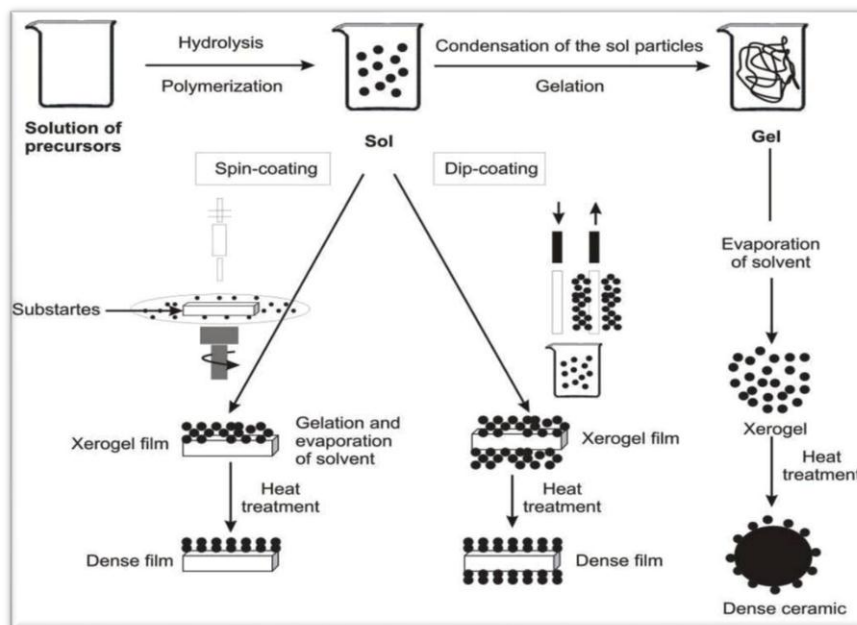 Hydrolysis
Polymerization
Condensation of the sol particles
Gelation
Solution of
precursors
Sol
Gel
Spin-coating
Dip-coating
Evaporation
of solvent
Substartes
Xerogel film
Gelation and
evaporation
of solvent
Xerogel film
Xerogel
Heat
treatment
Heat
treatment
Heat
treatment
Dense film
Dense film
Dense ceramic